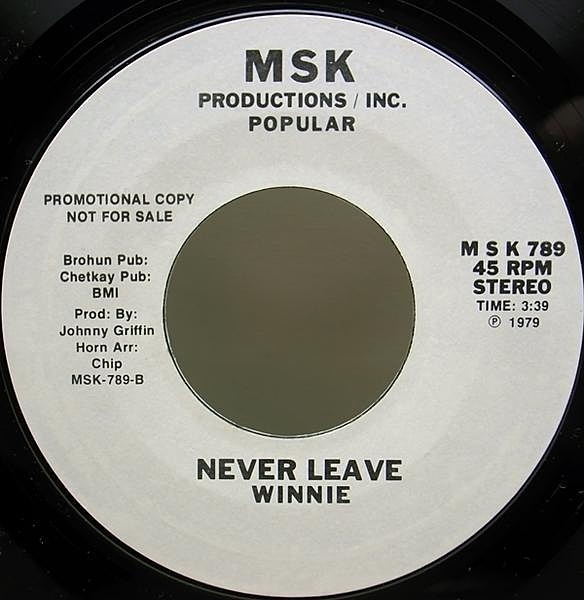 MSK
PRODUCTIONS / INC.
POPULAR
PROMOTIONAL COPY
NOT FOR SALE
Brohun Pub:
Chetkay Pub:
BMI
Prod: By:
Johnny Griffin
Horn Arr:
Chip
MSK-789-B
M S K 789
45 RPM
STEREO
TIME: 3:39
℗ 1979
NEVER LEAVE
WINNIE